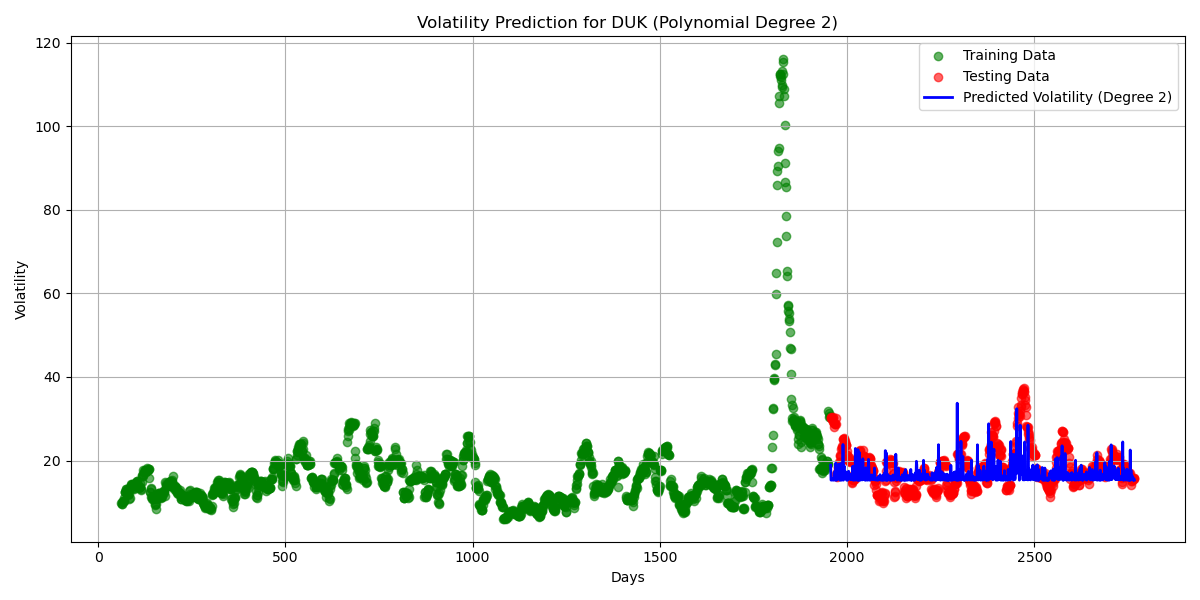 Volatility Prediction for DUK (Polynomial Degree 2)
Training Data
Testing Data
Predicted Volatility (Degree 2)
120
100
80
60
40
20
Volatility
0
500
1000
1500
2000
2500
Days